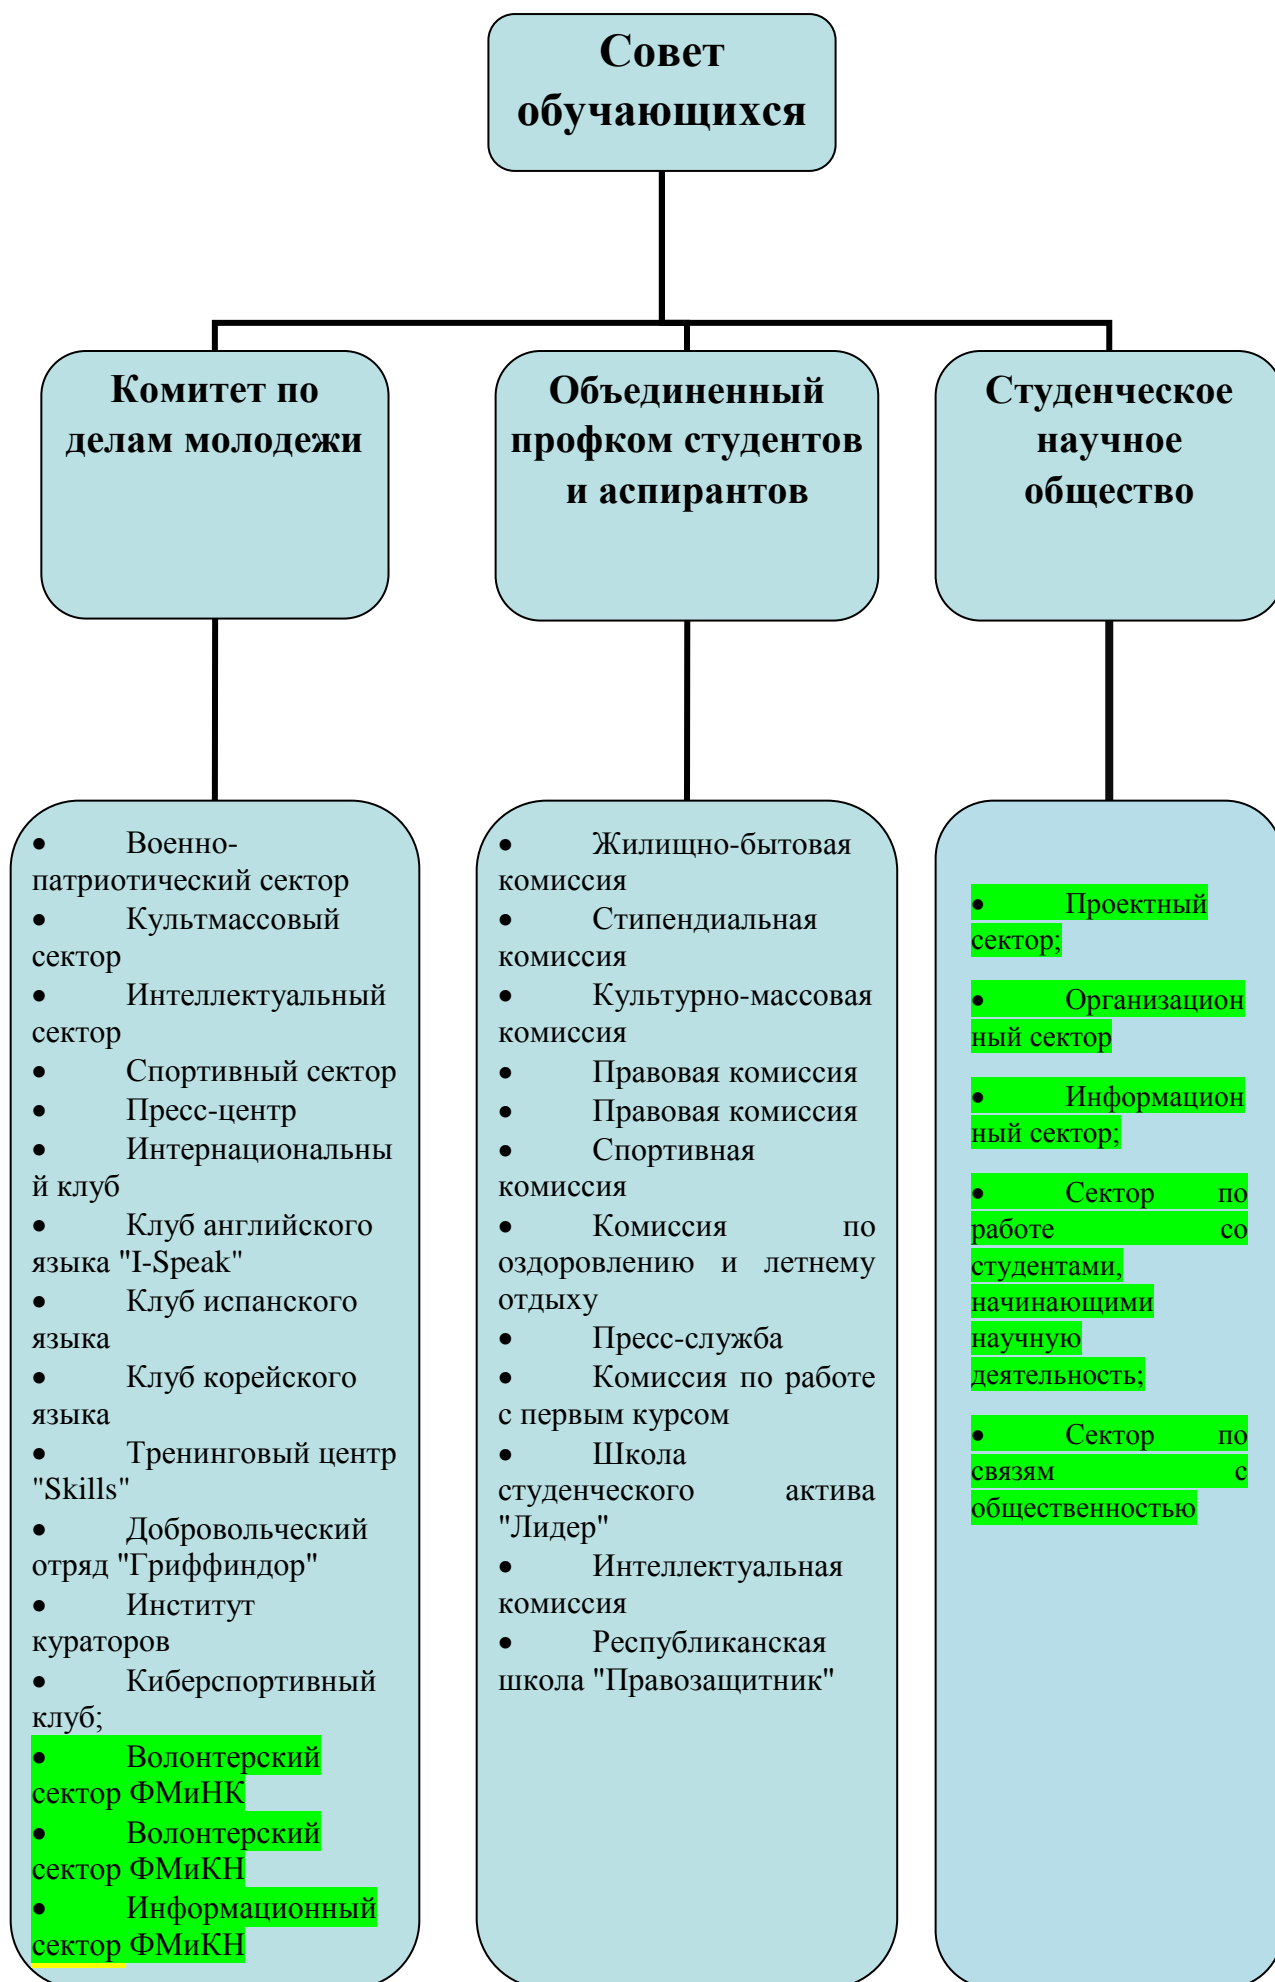 Совет
обучающихся
Комитет по
делам молодежи
Объединенный
профком студентов
и аспирантов
Студенческое
научное
общество
• Военно-
патриотический сектор
• Культмассовый
сектор
• Интеллектуальный
сектор
• Спортивный сектор
• Пресс-центр
• Интернациональны
й клуб
• Клуб английского
языка "I-Speak"
• Клуб испанского
языка
• Клуб корейского
языка
• Тренинговый центр
"Skills"
• Добровольческий
отряд "Гриффиндор"
• Институт
кураторов
• Киберспортивный
клуб;
• Волонтерский
сектор ФМиНК
• Волонтерский
сектор ФМиКН
• Информационный
сектор ФМиКН
• Жилищно-бытовая
комиссия
• Стипендиальная
комиссия
• Культурно-массовая
комиссия
• Правовая комиссия
• Правовая комиссия
• Спортивная
комиссия
• Комиссия по
оздоровлению и летнему
отдыху
• Пресс-служба
• Комиссия по работе
с первым курсом
• Школа
студенческого актива
"Лидер"
• Интеллектуальная
комиссия
• Республиканская
школа "Правозащитник"
• Проектный
сектор;
• Организацион
ный сектор
• Информацион
ный сектор;
• Сектор по
работе со
студентами,
начинающими
научную
деятельность;
• Сектор по
связям с
общественностью